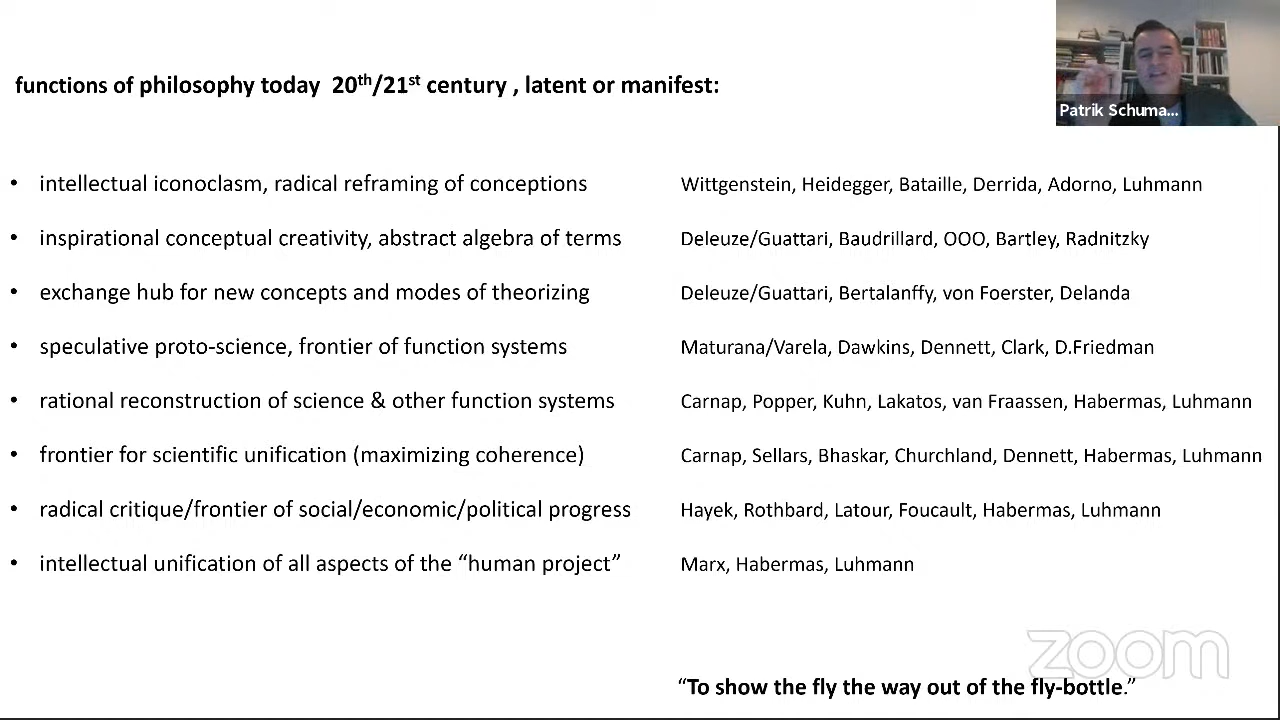 functions of philosophy today 20th/21st century , latent or manifest:
Patrik Schuma...
• intellectual iconoclasm, radical reframing of conceptions Wittgenstein, Heidegger, Bataille, Derrida, Adorno, Luhmann
• inspirational conceptual creativity, abstract algebra of terms Deleuze/Guattari, Baudrillard, OOO, Bartley, Radnitzky
• exchange hub for new concepts and modes of theorizing Deleuze/Guattari, Bertalanffy, von Foerster, Delanda
• speculative proto-science, frontier of function systems Maturana/Varela, Dawkins, Dennett, Clark, D.Friedman
• rational reconstruction of science & other function systems Carnap, Popper, Kuhn, Lakatos, van Fraassen, Habermas, Luhmann
• frontier for scientific unification (maximizing coherence) Carnap, Sellars, Bhaskar, Churchland, Dennett, Habermas, Luhmann
• radical critique/frontier of social/economic/political progress Hayek, Rothbard, Latour, Foucault, Habermas, Luhmann
• intellectual unification of all aspects of the “human project” Marx, Habermas, Luhmann
zoom
“To show the fly the way out of the fly-bottle.”